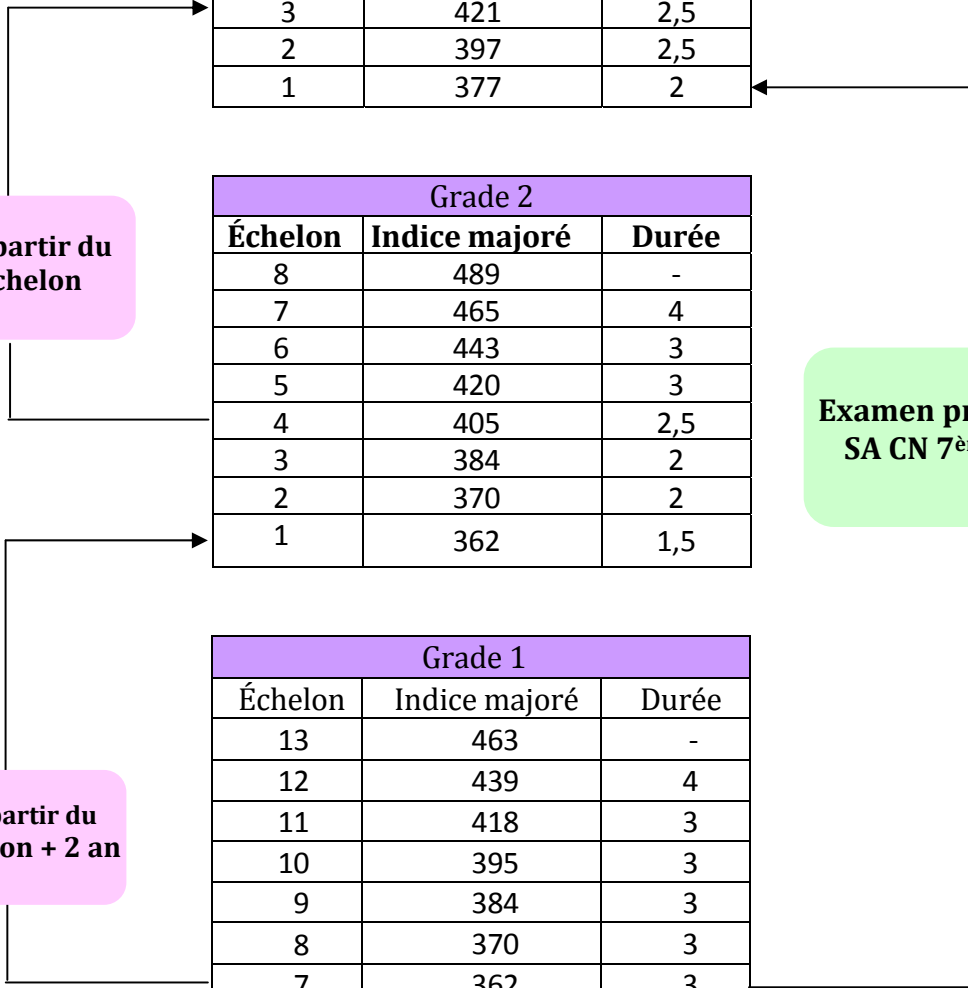 3 421 2,5
2 397 2,5
1 377 2
Grade 2
Échelon Indice majoré Durée
8 489 -
7 465 4
6 443 3
5 420 3
4 405 2,5
3 384 2
2 370 2
1 362 1,5
partir du
chelon
Examen pr
SA CN 7èr
Grade 1
Échelon Indice majoré Durée
13 463 -
12 439 4
11 418 3
10 395 3
9 384 3
8 370 3
7 362 3
partir du
on + 2 an